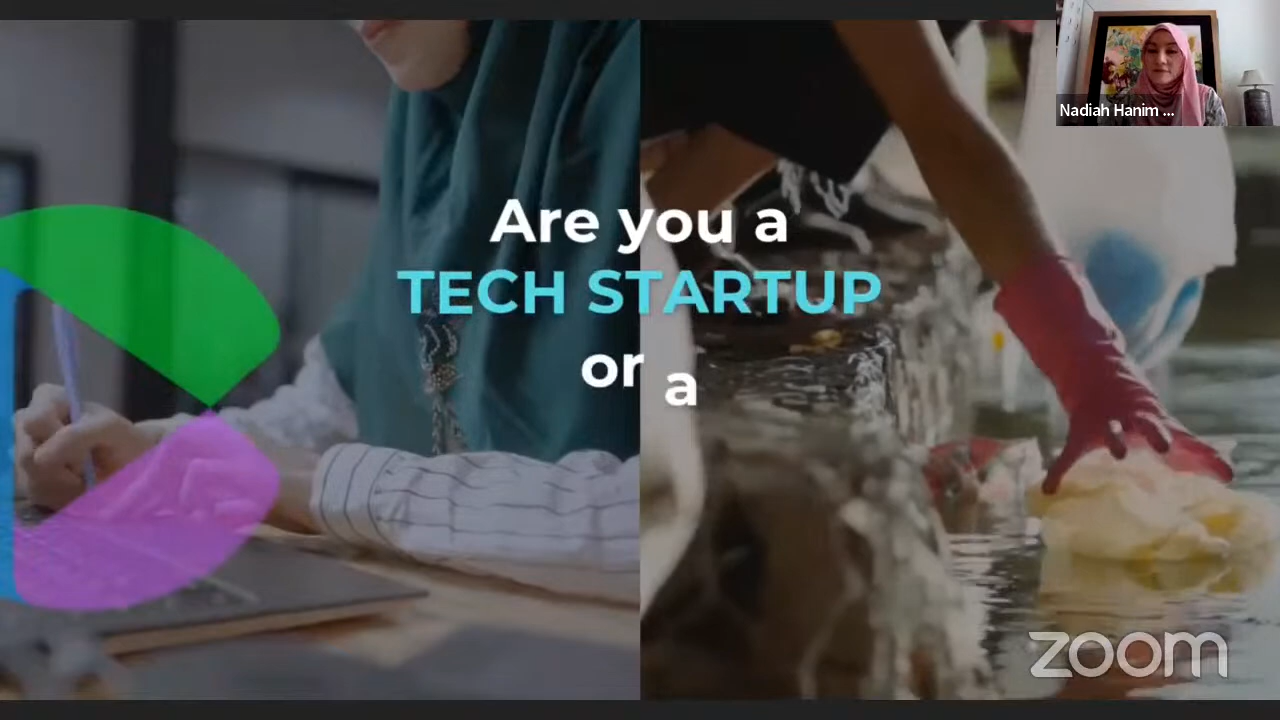 Nadiah Hanim ...
Are you a
TECH STARTUP
or a
zoom